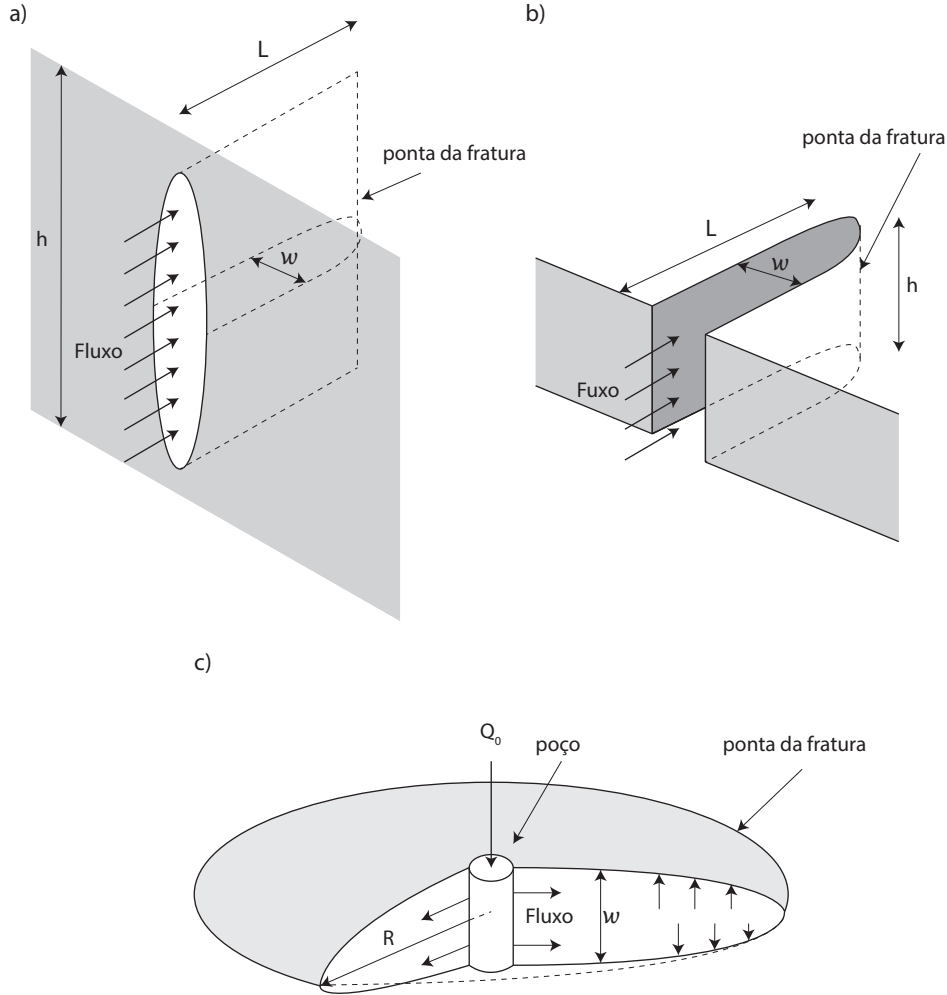 a)
L
ponta da fratura
h
w
Fluxo
b)
ponta da fratura
L
w
h
Fuxo
c)
Q₀
poço
ponta da fratura
Fluxo
w
R